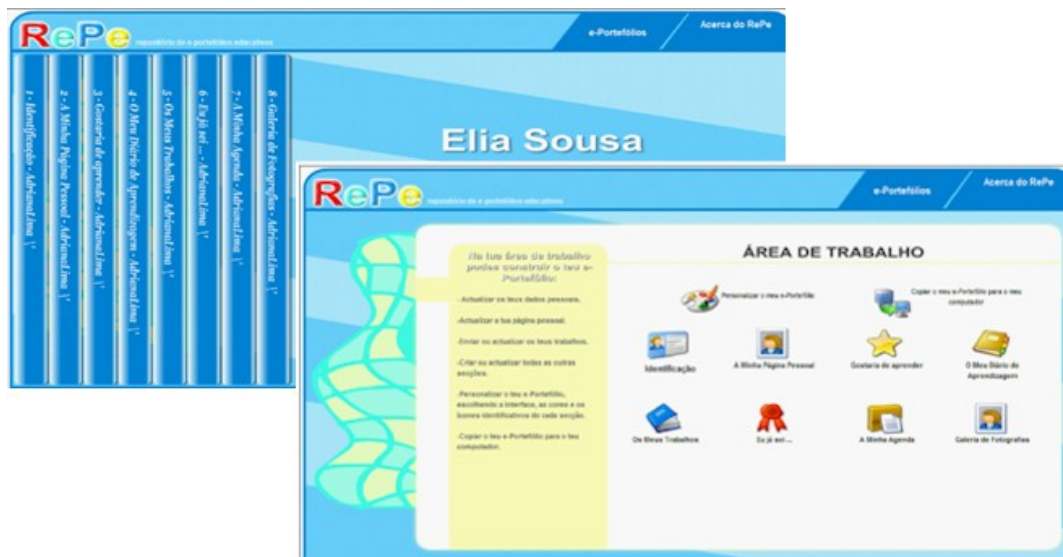 RePe
repositório de e-portefólios educativos
e-Portefólios
Acerca do RePe
1 - Identificação - AdrianaLima \'
2 - A Minha Página Pessoal - AdrianaLima \'
3 - Gostaria de aprender - AdrianaLima \'
4 - O Meu Diário de Aprendizagem - AdrianaLima \'
5 - Os Meus Trabalhos - AdrianaLima \'
6 - Eu já sei ... - AdrianaLima \'
7 - A Minha Agenda - AdrianaLima \'
8 - Galeria de Fotografias - AdrianaLima \'
Elia Sousa
RePe
repositório de e-portefólios educativos
e-Portefólios
Acerca do RePe
Na tua área de trabalho
podes construir o teu e-
Portefólio:
-Actualizar os teus dados pessoais.
-Actualizar a tua página pessoal.
-Enviar ou actualizar os teus trabalhos.
-Criar ou actualizar todas as outras
secções.
-Personalizar o teu e-Portefólio,
escolhendo a interface, as cores e os
ícones identificativos de cada secção.
-Copiar o teu e-Portefólio para o teu
computador.
ÁREA DE TRABALHO
Personalizar o meu e-Portefólio
Copiar o meu e-Portefólio para o meu
computador
Identificação
A Minha Página Pessoal
Gostaria de aprender
O Meu Diário de
Aprendizagem
Os Meus Trabalhos
Eu já sei ...
A Minha Agenda
Galeria de Fotografias